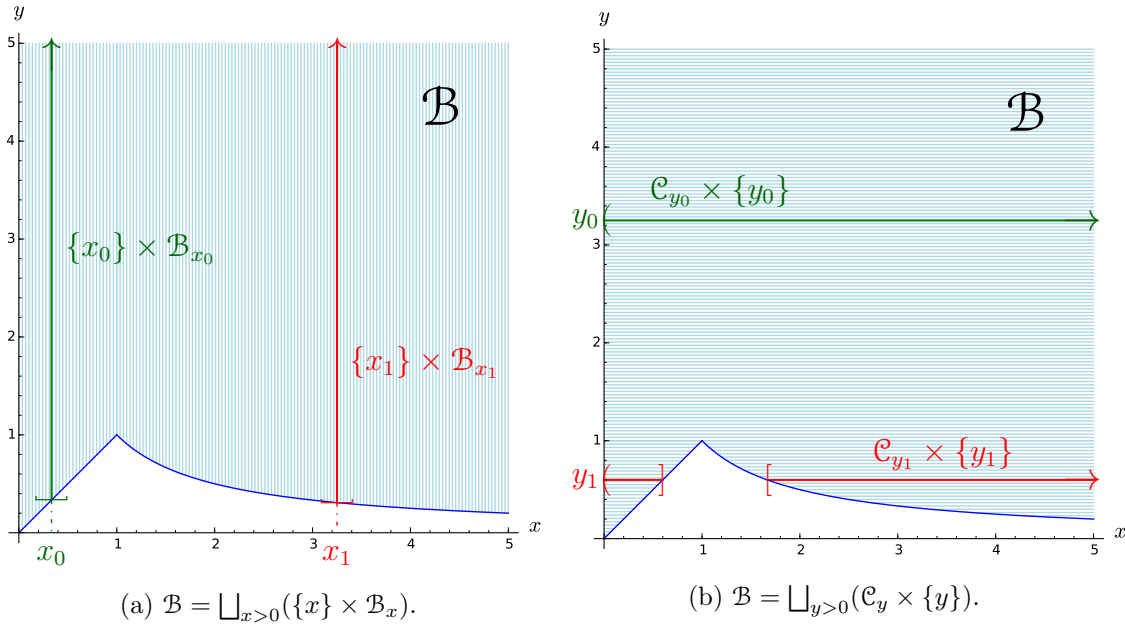 y
5
4
3
2
1
ℬ
{x₀} × ℬ_{x₀}
{x₁} × ℬ_{x₁}
x
1
2
3
4
5
x₀
x₁
(a) ℬ = ⨆_{x>0}({x} × ℬ_x).
y
5
4
3
2
1
ℬ
𝒞_{y₀} × {y₀}
y₀
𝒞_{y₁} × {y₁}
y₁
x
1
2
3
4
5
(b) ℬ = ⨆_{y>0}(𝒞_y × {y}).